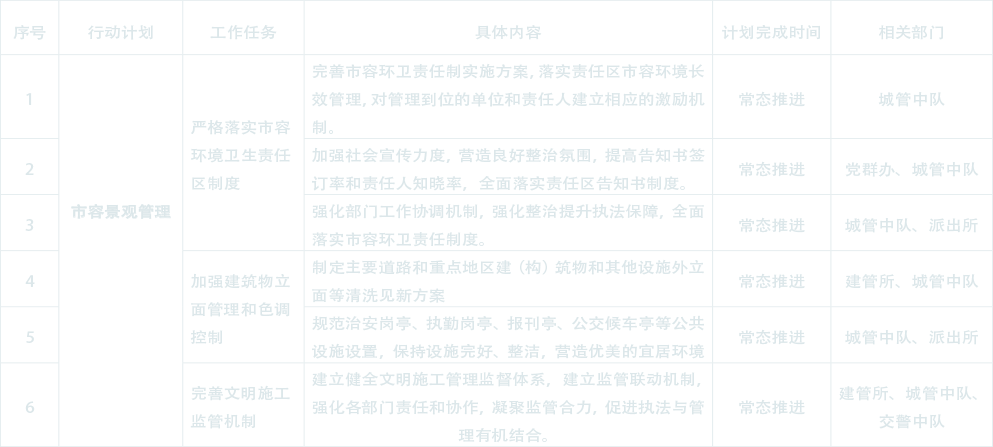 序号 行动计划 工作任务 具体内容 计划完成时间 相关部门
市容景观管理
严格落实市容
环境卫生责任
区制度
1
完善市容环卫责任制实施方案, 落实责任区市容环境长
效管理, 对管理到位的单位和责任人建立相应的激励机
制。
常态推进 城管中队
2
加强社会宣传力度, 营造良好整治氛围, 提高告知书签
订率和责任人知晓率, 全面落实责任区告知书制度。
常态推进 党群办、城管中队
3
强化部门工作协调机制, 强化整治提升执法保障, 全面
落实市容环卫责任制度。
常态推进 城管中队、派出所
加强建筑物立
面管理和色调
控制
4
制定主要道路和重点地区建 (构) 筑物和其他设施外立
面等清洗见新方案
常态推进 建管所、城管中队
5
规范治安岗亭、执勤岗亭、报刊亭、公交候车亭等公共
设施设置, 保持设施完好、整洁, 营造优美的宜居环境
常态推进 城管中队、派出所
完善文明施工
监管机制
6
建立健全文明施工管理监督体系, 建立监管联动机制,
强化各部门责任和协作, 凝聚监管合力, 促进执法与管
理有机结合。
常态推进
建管所、城管中队、
交警中队